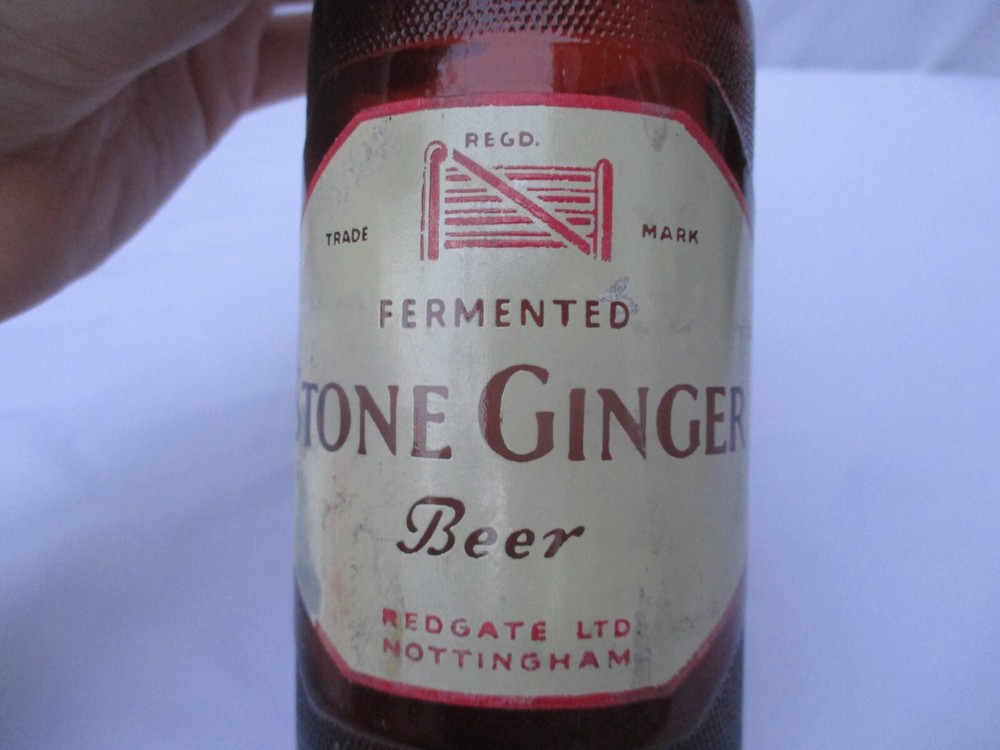 REGD.
TRADE MARK
FERMENTED
STONE GINGER
Beer
REDGATE LTD
NOTTINGHAM